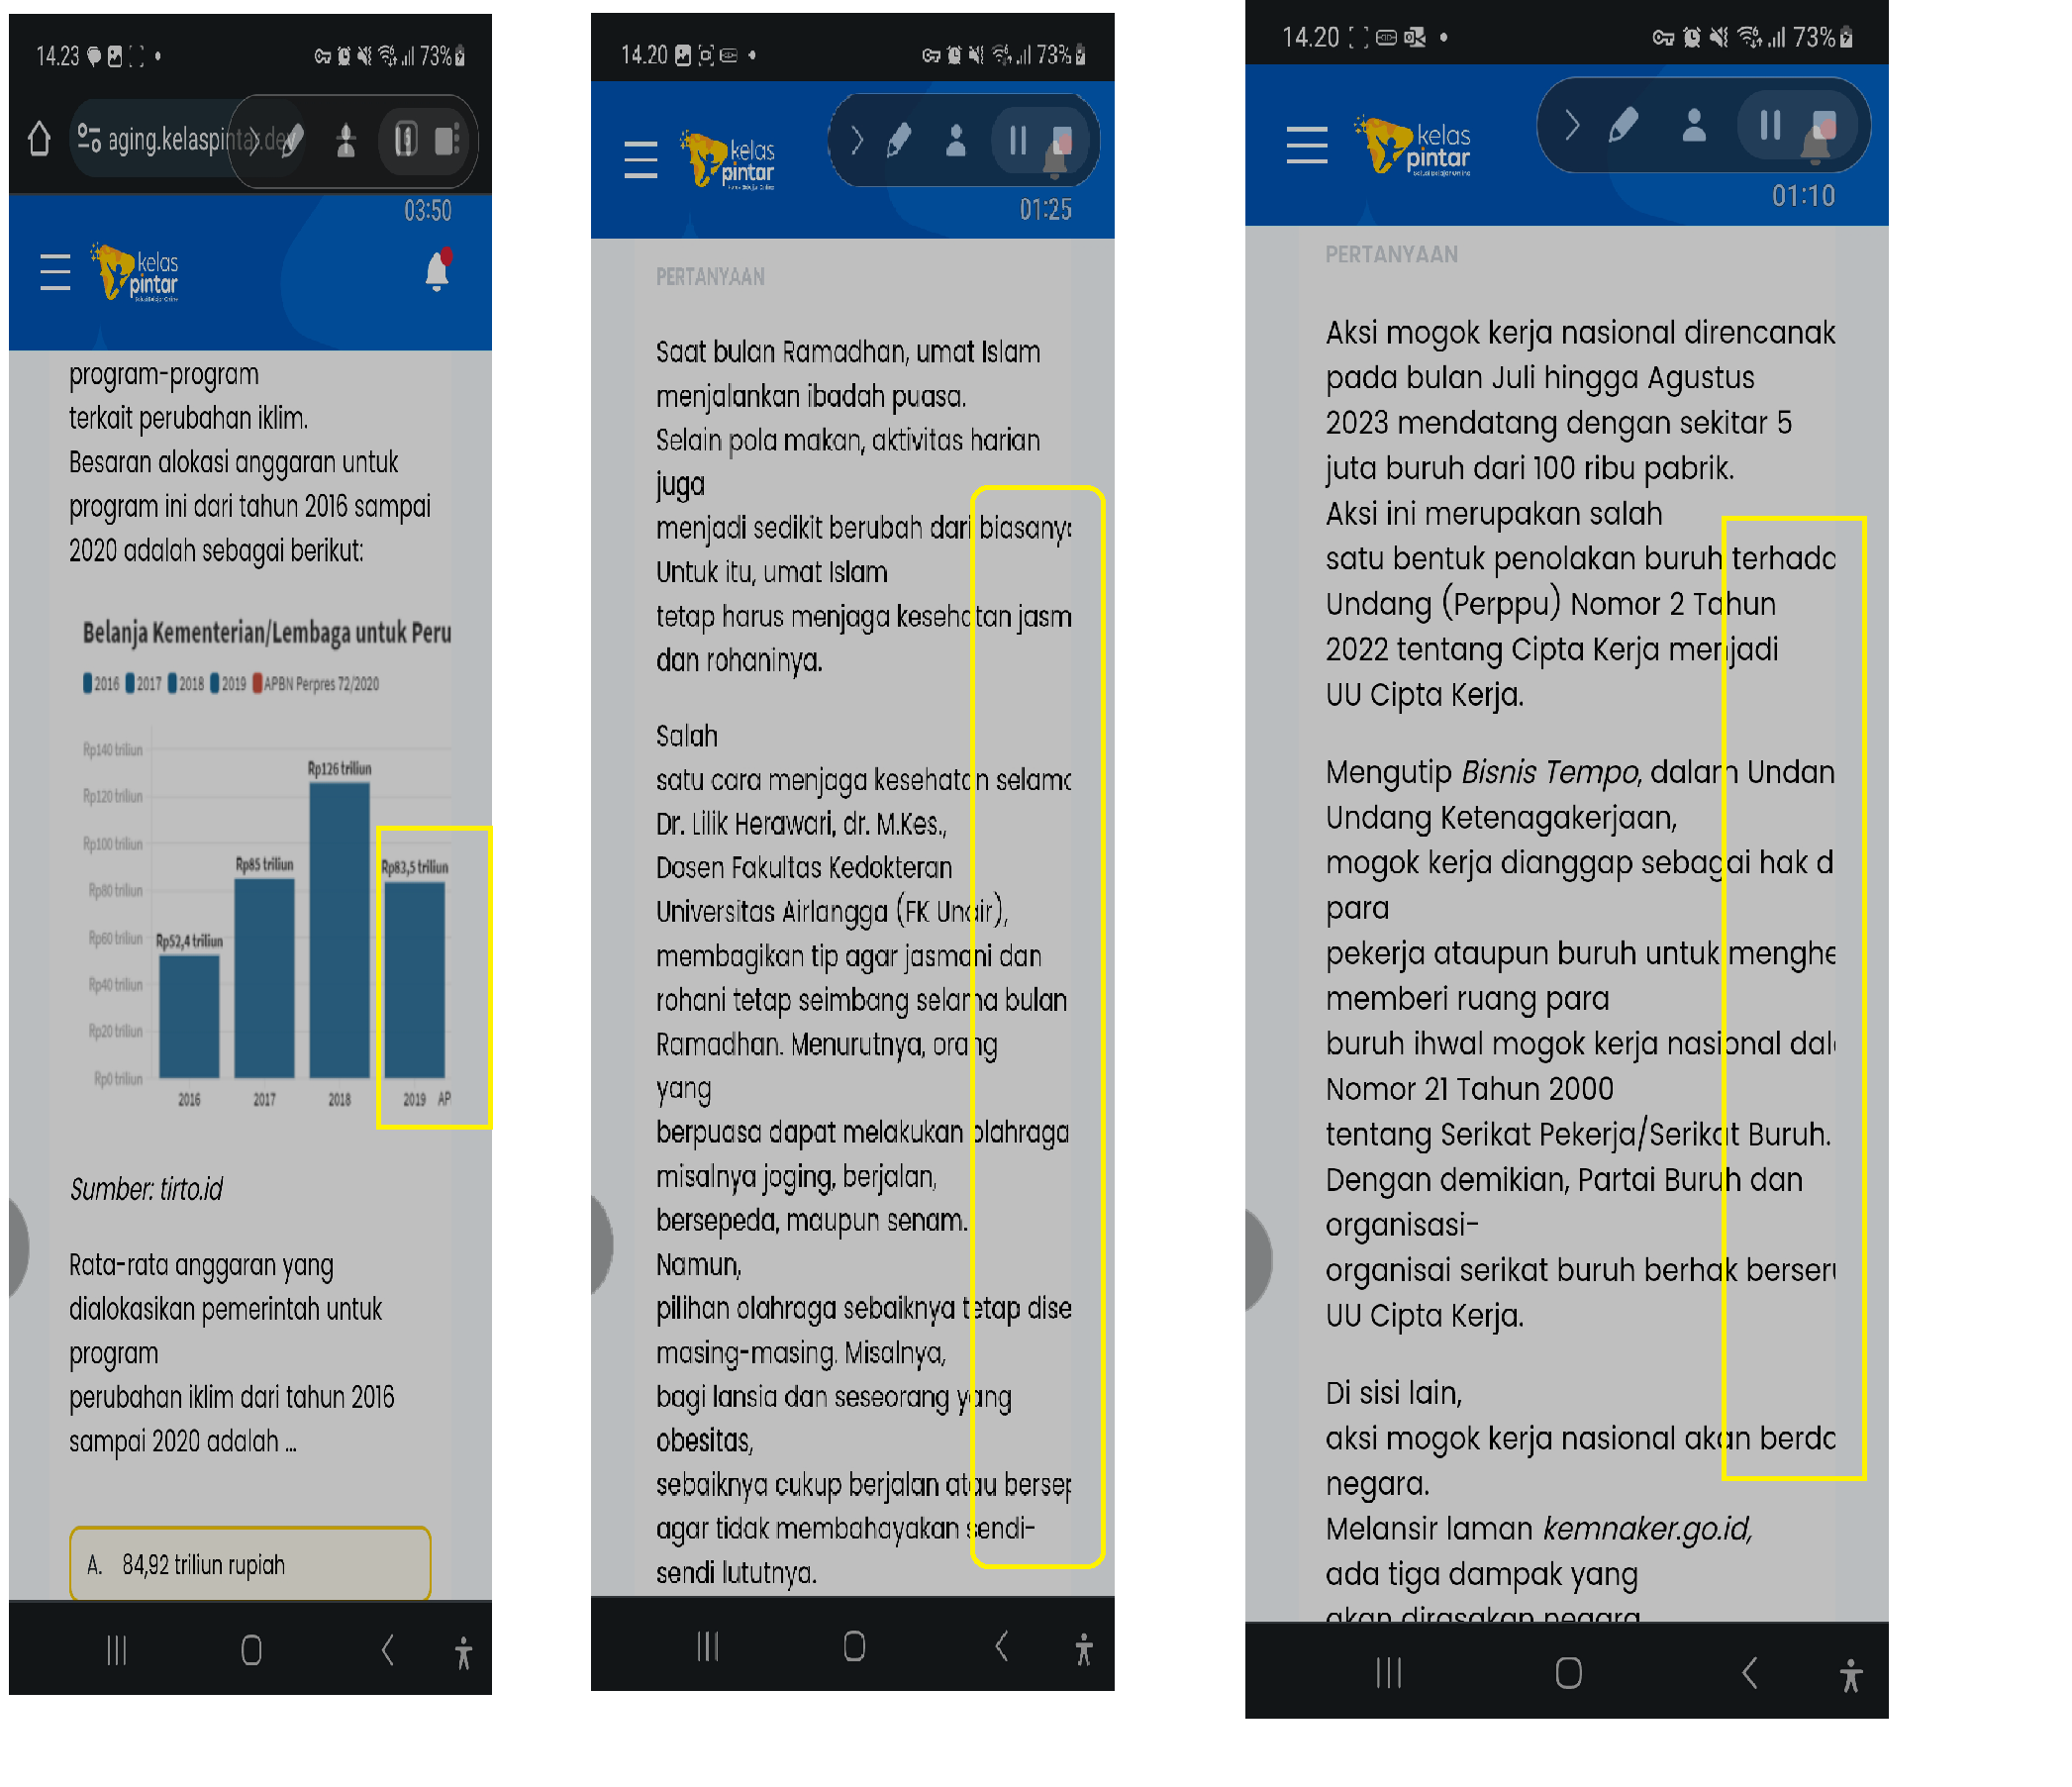 14.23
73%
aging.kelaspintar.dev
03:50
kelas
pintar
program-program
terkait perubahan iklim.
Besaran alokasi anggaran untuk
program ini dari tahun 2016 sampai
2020 adalah sebagai berikut:
Belanja Kementerian/Lembaga untuk Peru
2016 2017 2018 2019 APBN Perpres 72/2020
Rp140 triliun
Rp126 triliun
Rp120 triliun
Rp100 triliun
Rp85 triliun
Rp83,5 triliun
Rp80 triliun
Rp60 triliun
Rp52,4 triliun
Rp40 triliun
Rp20 triliun
Rp0 triliun
2016 2017 2018 2019 AP
Sumber: tirto.id
Rata-rata anggaran yang
dialokasikan pemerintah untuk
program
perubahan iklim dari tahun 2016
sampai 2020 adalah ...
A. 84,92 triliun rupiah
14.20
73%
kelas
pintar
01:25
PERTANYAAN
Saat bulan Ramadhan, umat Islam
menjalankan ibadah puasa.
Selain pola makan, aktivitas harian
juga
menjadi sedikit berubah dari biasany
Untuk itu, umat Islam
tetap harus menjaga kesehatan jasm
dan rohaninya.
Salah
satu cara menjaga kesehatan selam
Dr. Lilik Herawari, dr. M.Kes.,
Dosen Fakultas Kedokteran
Universitas Airlangga (FK Unair),
membagikan tip agar jasmani dan
rohani tetap seimbang selama bulan
Ramadhan. Menurutnya, orang
yang
berpuasa dapat melakukan olahraga
misalnya joging, berjalan,
bersepeda, maupun senam.
Namun,
pilihan olahraga sebaiknya tetap dise
masing-masing. Misalnya,
bagi lansia dan seseorang yang
obesitas,
sebaiknya cukup berjalan atau bersep
agar tidak membahayakan sendi-
sendi lututnya.
14.20
73%
kelas
pintar
01:10
PERTANYAAN
Aksi mogok kerja nasional direncanak
pada bulan Juli hingga Agustus
2023 mendatang dengan sekitar 5
juta buruh dari 100 ribu pabrik.
Aksi ini merupakan salah
satu bentuk penolakan buruh terhada
Undang (Perppu) Nomor 2 Tahun
2022 tentang Cipta Kerja menjadi
UU Cipta Kerja.
Mengutip Bisnis Tempo, dalam Undan
Undang Ketenagakerjaan,
mogok kerja dianggap sebagai hak d
para
pekerja ataupun buruh untuk menghe
memberi ruang para
buruh ihwal mogok kerja nasional dal
Nomor 21 Tahun 2000
tentang Serikat Pekerja/Serikat Buruh.
Dengan demikian, Partai Buruh dan
organisasi-
organisai serikat buruh berhak berseru
UU Cipta Kerja.
Di sisi lain,
aksi mogok kerja nasional akan berda
negara.
Melansir laman kemnaker.go.id,
ada tiga dampak yang
akan dirasakan negara